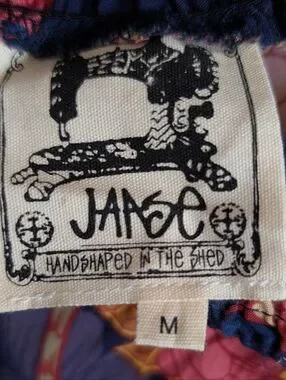 JAASE
HANDSHAPED IN THE SHED
M